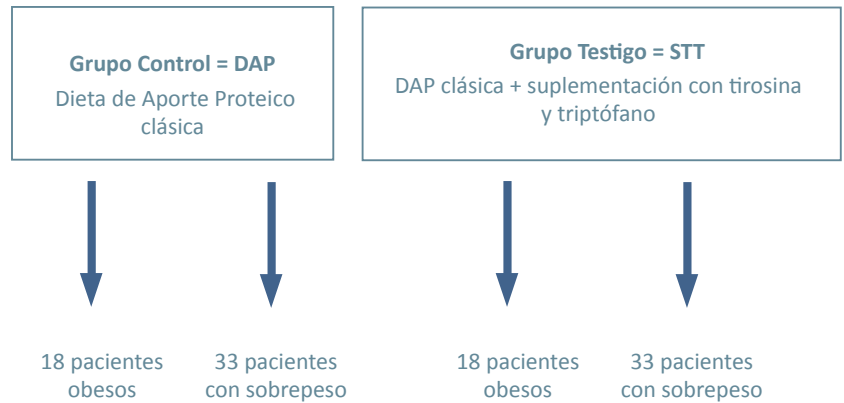 Grupo Control = DAP
Dieta de Aporte Proteico
clásica
Grupo Testigo = STT
DAP clásica + suplementación con tirosina
y triptófano
18 pacientes
obesos
33 pacientes
con sobrepeso
18 pacientes
obesos
33 pacientes
con sobrepeso